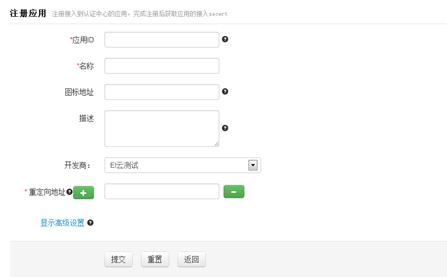 注册应用 注册接入到认证中心的应用，完成注册后获取应用的接入secert
*应用ID
*名称
图标地址
描述
开发商： EI云测试
* 重定向地址
显示高级设置
提交 重置 返回